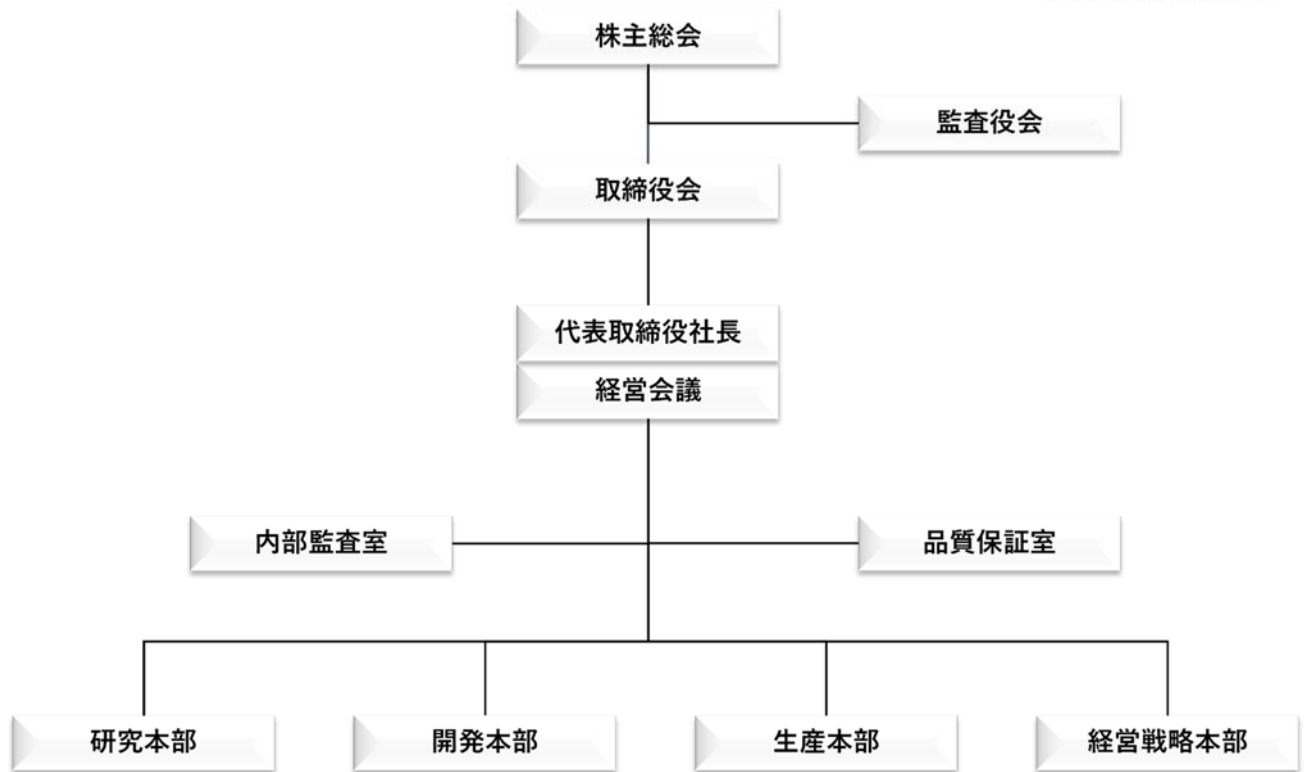 株主総会
監査役会
取締役会
代表取締役社長
経営会議
内部監査室
品質保証室
研究本部
開発本部
生産本部
経営戦略本部